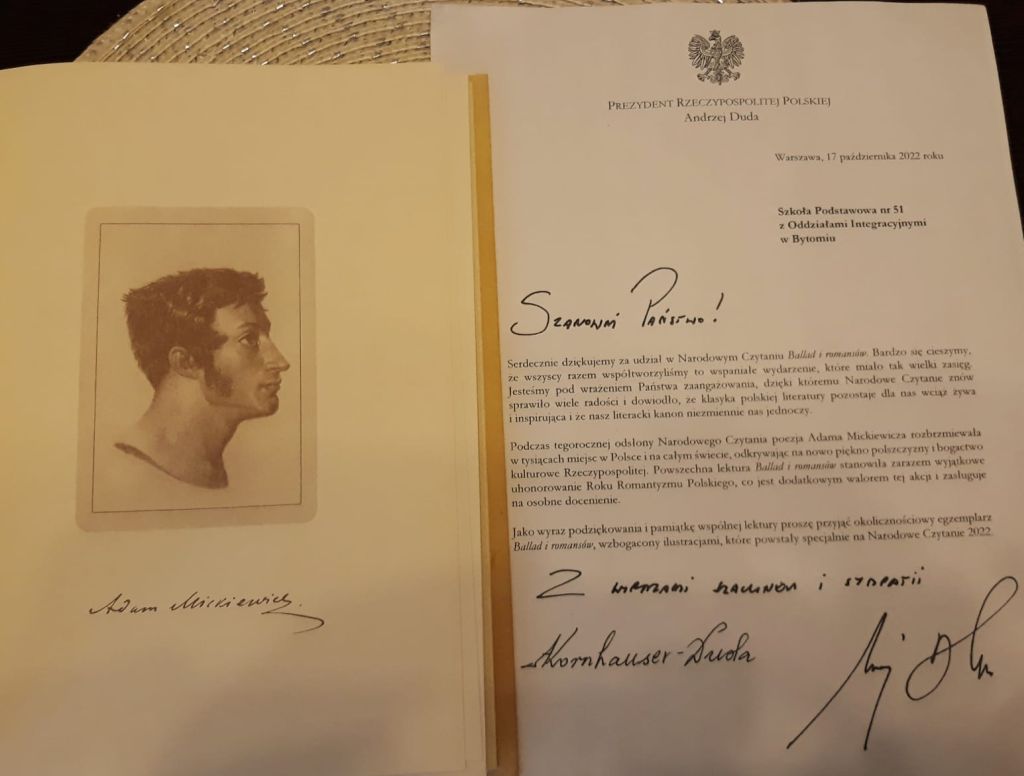 Adam Mickiewicz.
PREZYDENT RZECZYPOSPOLITEJ POLSKIEJ
Andrzej Duda
Warszawa, 17 października 2022 roku
Szkoła Podstawowa nr 51
z Oddziałami Integracyjnymi
w Bytomiu
Szanowni Państwo!
Serdecznie dziękujemy za udział w Narodowym Czytaniu Ballad i romansów. Bardzo się cieszymy,
że wszyscy razem współtworzyliśmy to wspaniałe wydarzenie, które miało tak wielki zasięg.
Jesteśmy pod wrażeniem Państwa zaangażowania, dzięki któremu Narodowe Czytanie znów
sprawiło wiele radości i dowiodło, że klasyka polskiej literatury pozostaje dla nas wciąż żywa
i inspirująca i że nasz literacki kanon niezmiennie nas jednoczy.
Podczas tegorocznej odsłony Narodowego Czytania poezja Adama Mickiewicza rozbrzmiewała
w tysiącach miejsc w Polsce i na całym świecie, odkrywając na nowo piękno polszczyzny i bogactwo
kulturowe Rzeczypospolitej. Powszechna lektura Ballad i romansów stanowiła zarazem wyjątkowe
uhonorowanie Roku Romantyzmu Polskiego, co jest dodatkowym walorem tej akcji i zasługuje
na osobne docenienie.
Jako wyraz podziękowania i pamiątkę wspólnej lektury proszę przyjąć okolicznościowy egzemplarz
Ballad i romansów, wzbogacony ilustracjami, które powstały specjalnie na Narodowe Czytanie 2022.
Z wyrazami szacunku i sympatii
AKornhauser-Duda